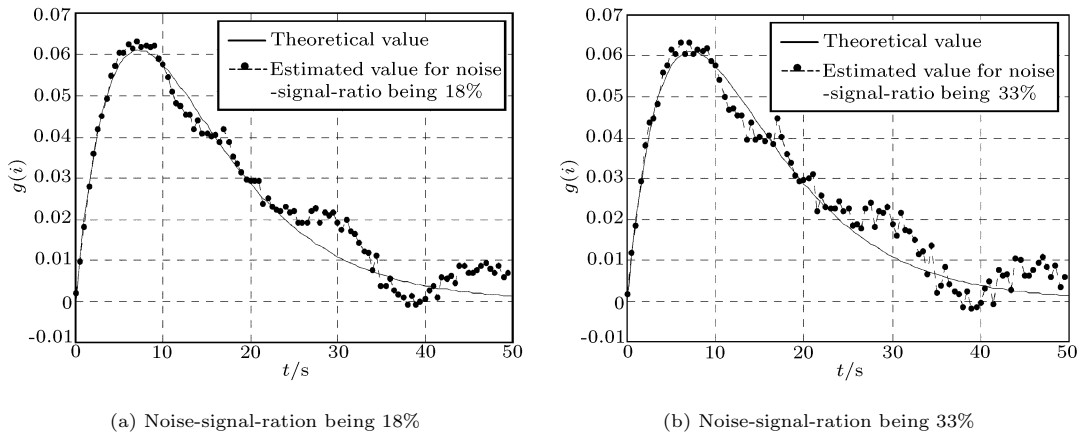 0.07
0.06
0.05
0.04
0.03
0.02
0.01
0
-0.01
g(i)
Theoretical value
Estimated value for noise
-signal-ratio being 18%
0 10 20 30 40 50
t/s
(a) Noise-signal-ration being 18%
0.07
0.06
0.05
0.04
0.03
0.02
0.01
0
-0.01
g(i)
Theoretical value
Estimated value for noise
-signal-ratio being 33%
0 10 20 30 40 50
t/s
(b) Noise-signal-ration being 33%